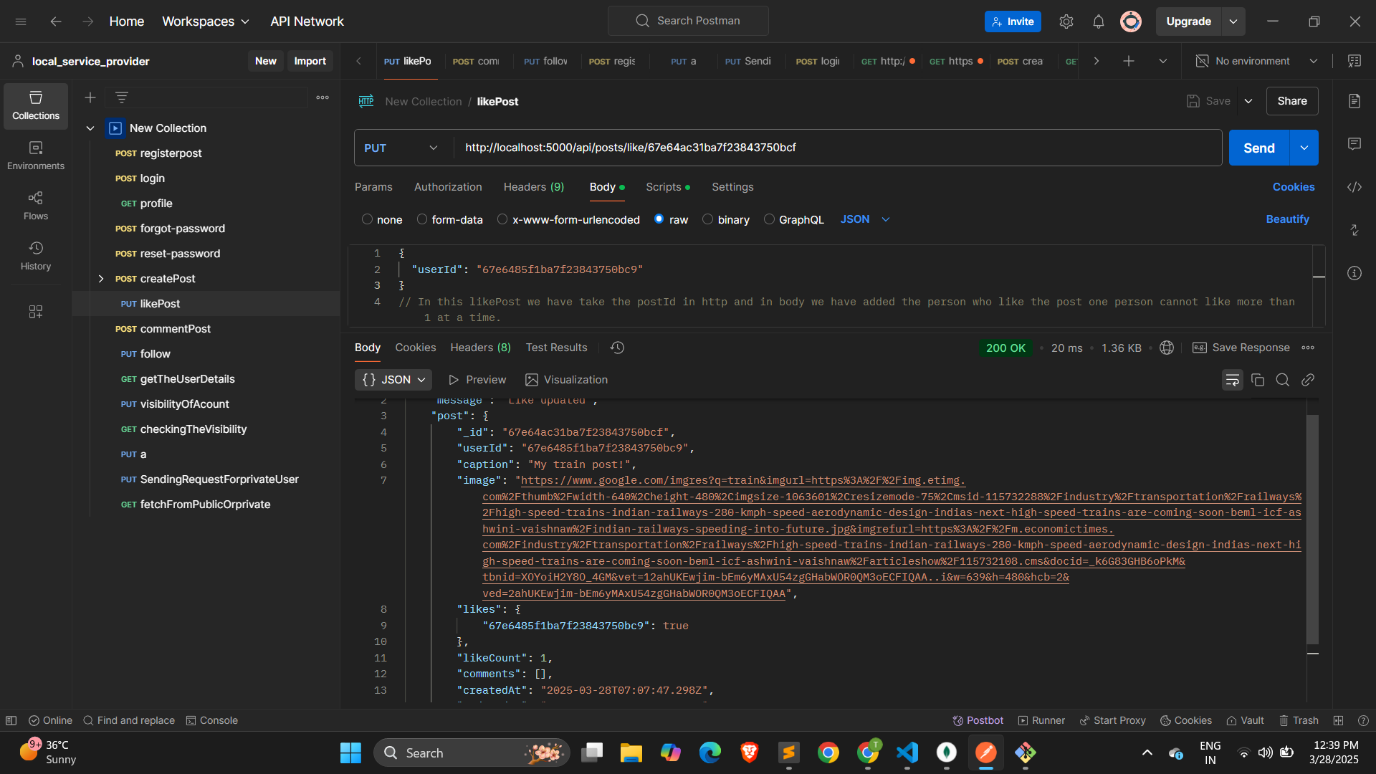 Home
Workspaces
API Network
Search Postman
Invite
Upgrade
local_service_provider
New
Import
PUT likePo
POST com
PUT follow
POST regis
PUT a
PUT Sendi
POST login
GET http:/
GET https
POST crea
GET
No environment
Collections
Environments
Flows
History
New Collection
POST registerpost
POST login
GET profile
POST forgot-password
POST reset-password
POST createPost
PUT likePost
POST commentPost
PUT follow
GET getTheUserDetails
PUT visibilityOfAcount
GET checkingTheVisibility
PUT a
PUT SendingRequestForprivateUser
GET fetchFromPublicOrprivate
HTTP
New Collection / likePost
Save
Share
PUT
http://localhost:5000/api/posts/like/67e64ac31ba7f23843750bcf
Send
Params
Authorization
Headers (9)
Body
Scripts
Settings
Cookies
none
form-data
x-www-form-urlencoded
raw
binary
GraphQL
JSON
Beautify
1 {
2 "userId": "67e6485f1ba7f23843750bc9"
3 }
4 // In this likePost we have take the postId in http and in body we have added the person who like the post one person cannot like more than
1 at a time.
Body
Cookies
Headers (8)
Test Results
200 OK
20 ms
1.36 KB
Save Response
{} JSON
Preview
Visualization
2 "message": "Like updated",
3 "post": {
4 "_id": "67e64ac31ba7f23843750bcf",
5 "userId": "67e6485f1ba7f23843750bc9",
6 "caption": "My train post!",
7 "image": "https://www.google.com/imgres?q=train&imgurl=https%3A%2F%2Fimg.etimg.
com%2Fthumb%2Fwidth-640%2Cheight-480%2Cimgsize-1063601%2Cresizemode-75%2Cmsid-115732288%2Findustry%2Ftransportation%2Frailways%
2Fhigh-speed-trains-indian-railways-280-kmph-speed-aerodynamic-design-indias-next-high-speed-trains-are-coming-soon-beml-icf-as
hwini-vaishnaw%2Findian-railways-speeding-into-future.jpg&imgrefurl=https%3A%2F%2Fm.economictimes.
com%2Findustry%2Ftransportation%2Frailways%2Fhigh-speed-trains-indian-railways-280-kmph-speed-aerodynamic-design-indias-next-hi
gh-speed-trains-are-coming-soon-beml-icf-ashwini-vaishnaw%2Farticleshow%2F115732108.cms&docid=_k6G83GHB6oPkM&
tbnid=XOYoiH2Y8O_4GM&vet=12ahUKEwjim-bEm6yMAxU54zgGHabWOR0QM3oECFIQAA..i&w=639&h=480&hcb=2&
ved=2ahUKEwjim-bEm6yMAxU54zgGHabWOR0QM3oECFIQAA",
8 "likes": {
9 "67e6485f1ba7f23843750bc9": true
10 },
11 "likeCount": 1,
12 "comments": [],
13 "createdAt": "2025-03-28T07:07:47.298Z",
Online
Find and replace
Console
Postbot
Runner
Start Proxy
Cookies
Vault
Trash
9+
36°C
Sunny
Search
T
ENG
IN
12:39 PM
3/28/2025